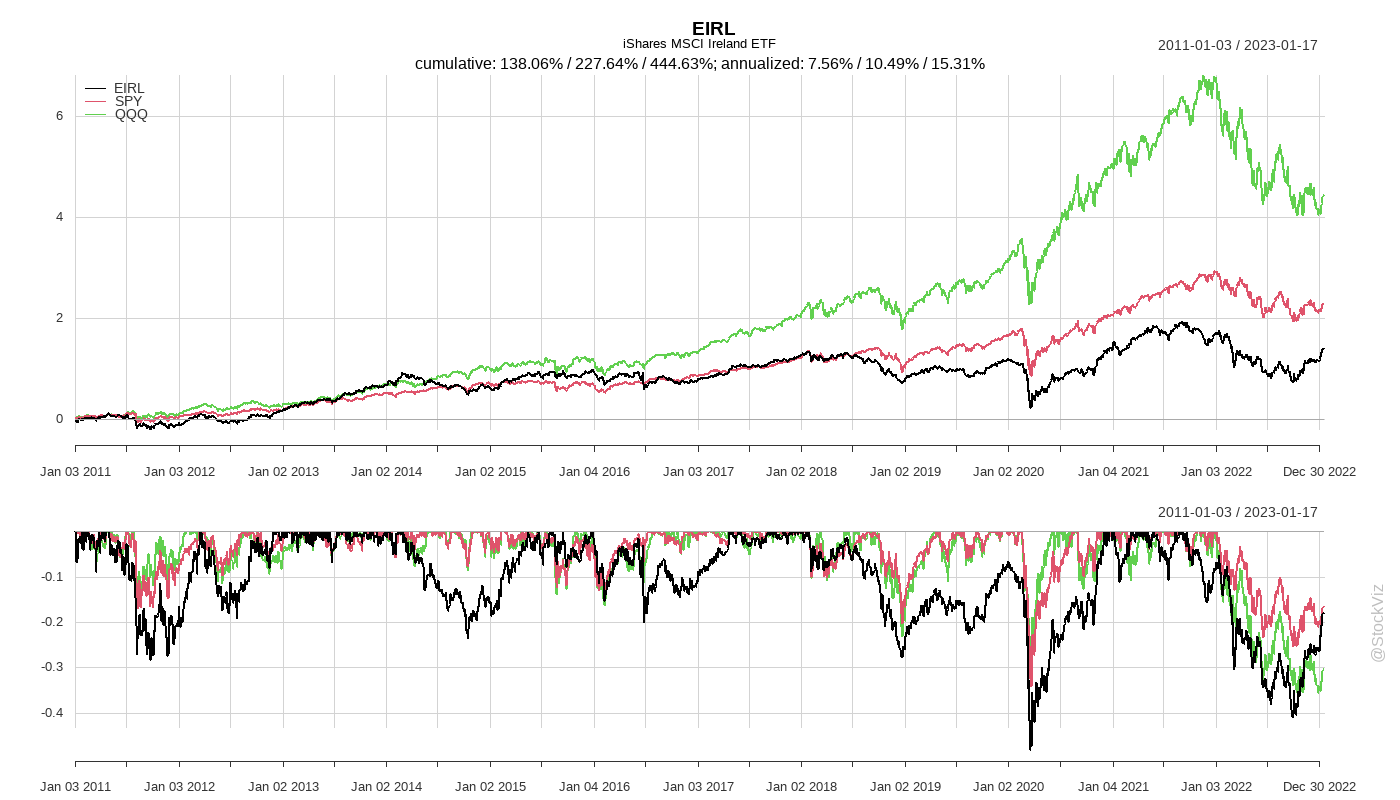 EIRL
iShares MSCI Ireland ETF
2011-01-03 / 2023-01-17
cumulative: 138.06% / 227.64% / 444.63%; annualized: 7.56% / 10.49% / 15.31%
EIRL
SPY
QQQ
6
4
2
0
Jan 03 2011 Jan 03 2012 Jan 02 2013 Jan 02 2014 Jan 02 2015 Jan 04 2016 Jan 03 2017 Jan 02 2018 Jan 02 2019 Jan 02 2020 Jan 04 2021 Jan 03 2022 Dec 30 2022
2011-01-03 / 2023-01-17
-0.1
-0.2
-0.3
-0.4
Jan 03 2011 Jan 03 2012 Jan 02 2013 Jan 02 2014 Jan 02 2015 Jan 04 2016 Jan 03 2017 Jan 02 2018 Jan 02 2019 Jan 02 2020 Jan 04 2021 Jan 03 2022 Dec 30 2022
@StockViz